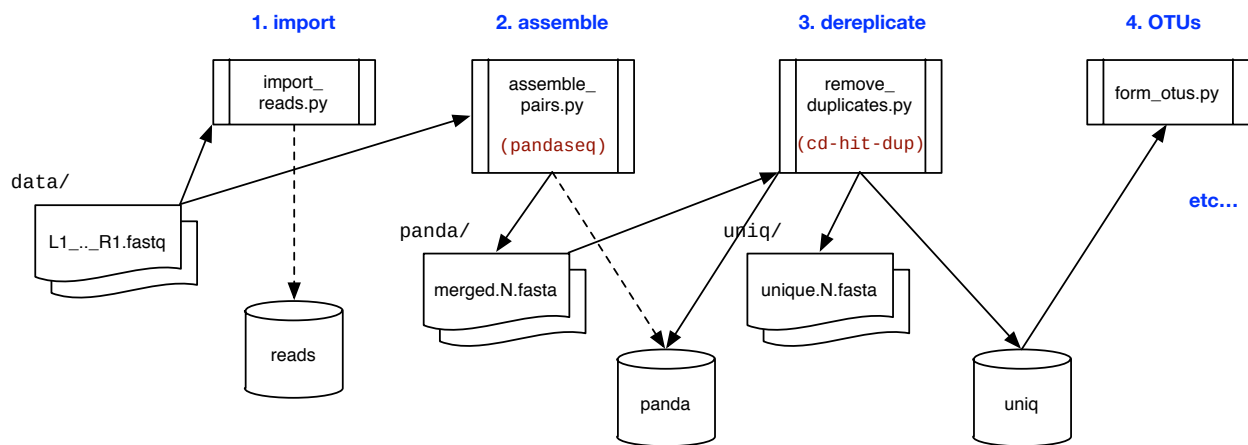 1. import
2. assemble
3. dereplicate
4. OTUs
import_
reads.py
assemble_
pairs.py
(pandaseq)
remove_
duplicates.py
(cd-hit-dup)
form_otus.py
data/
L1_.._R1.fastq
panda/
merged.N.fasta
uniq/
unique.N.fasta
etc...
reads
panda
uniq